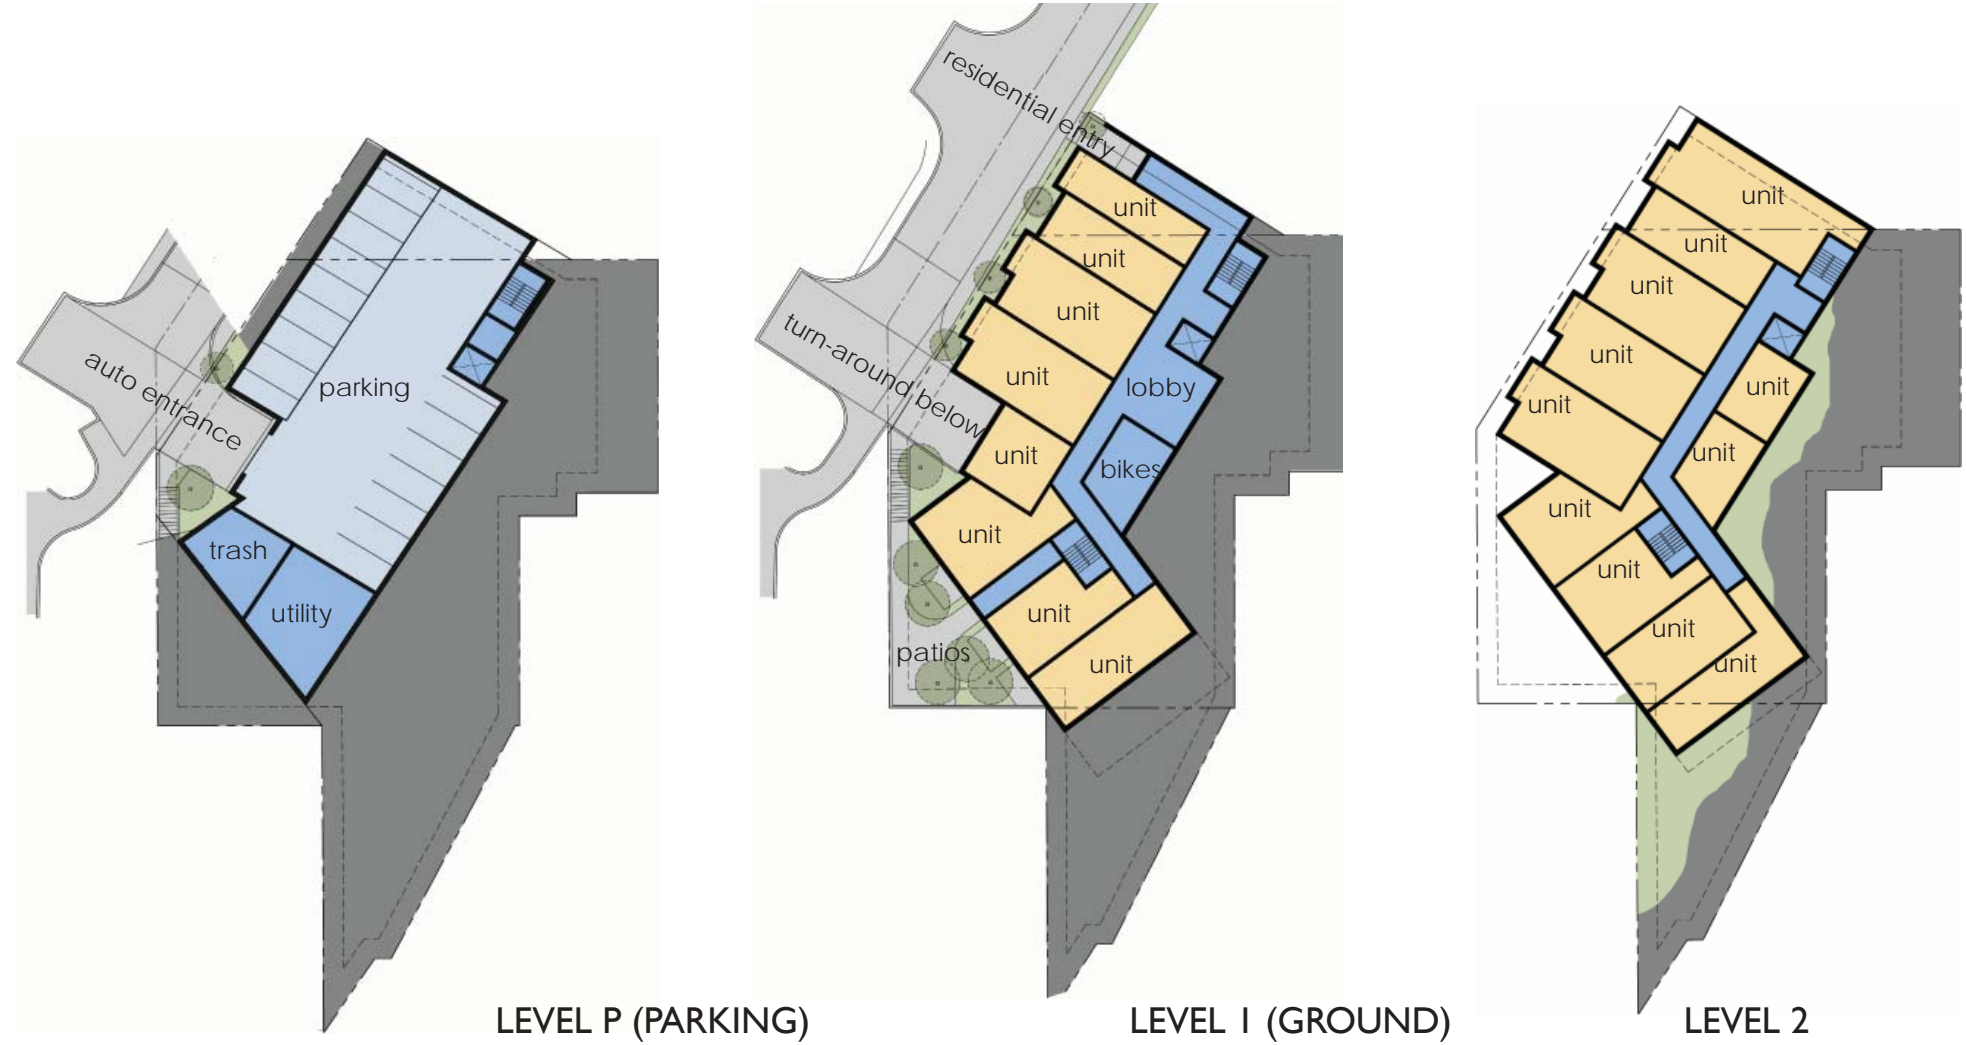 auto entrance
parking
trash
utility
LEVEL P (PARKING)
residential entry
turn-around below
unit
unit
unit
unit
lobby
unit
bikes
unit
unit
patios
unit
LEVEL 1 (GROUND)
unit
unit
unit
unit
unit
unit
unit
unit
unit
unit
unit
LEVEL 2